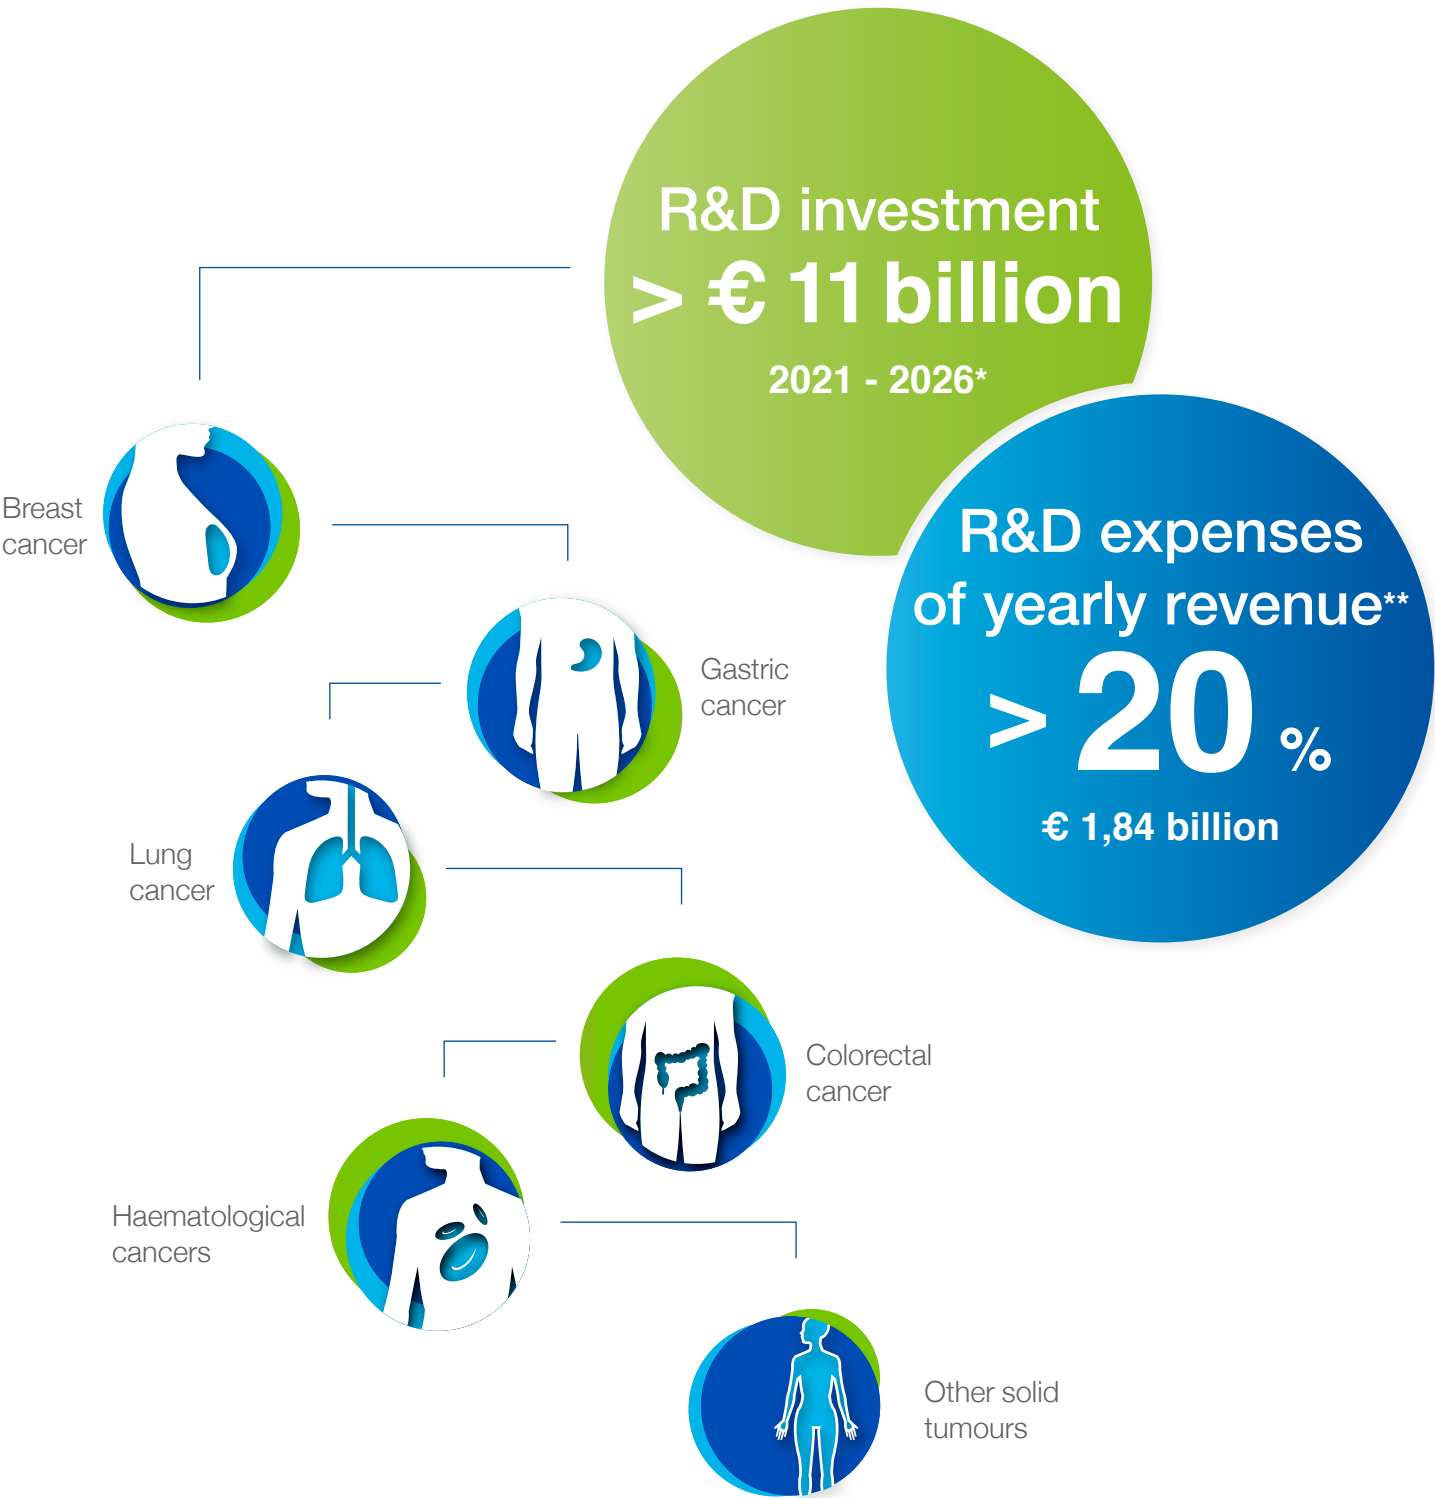 R&D investment
> € 11 billion
2021 - 2026*
R&D expenses
of yearly revenue**
> 20 %
€ 1,84 billion
Breast
cancer
Gastric
cancer
Lung
cancer
Colorectal
cancer
Haematological
cancers
Other solid
tumours